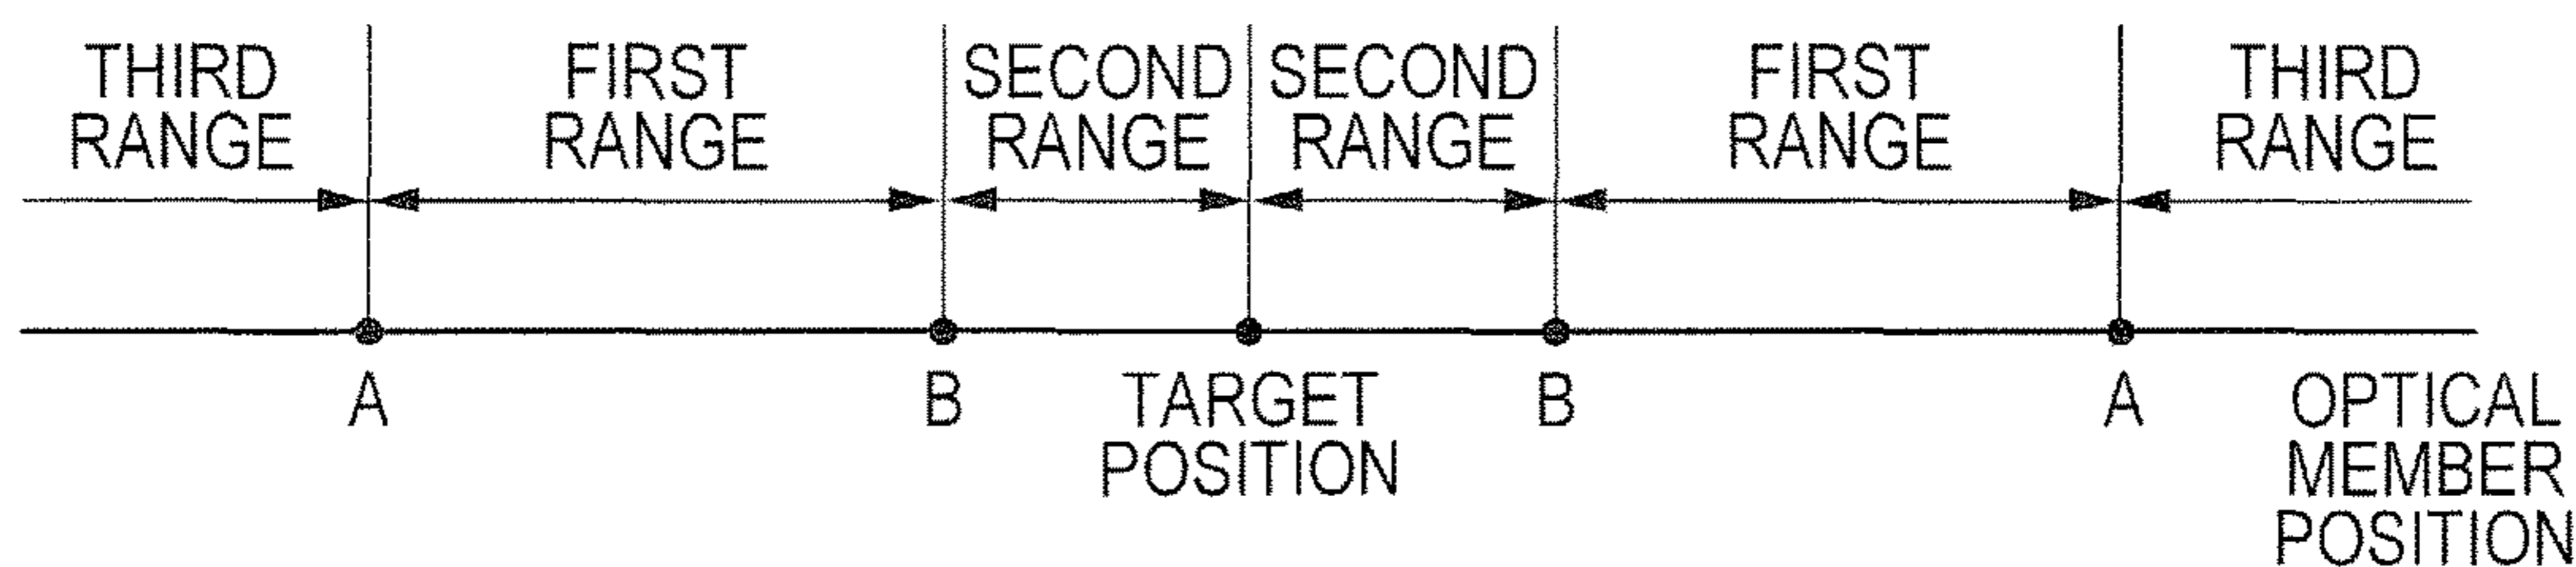 THIRD
RANGE
FIRST
RANGE
SECOND
RANGE
SECOND
RANGE
FIRST
RANGE
THIRD
RANGE
A
B
TARGET
POSITION
B
A
OPTICAL
MEMBER
POSITION